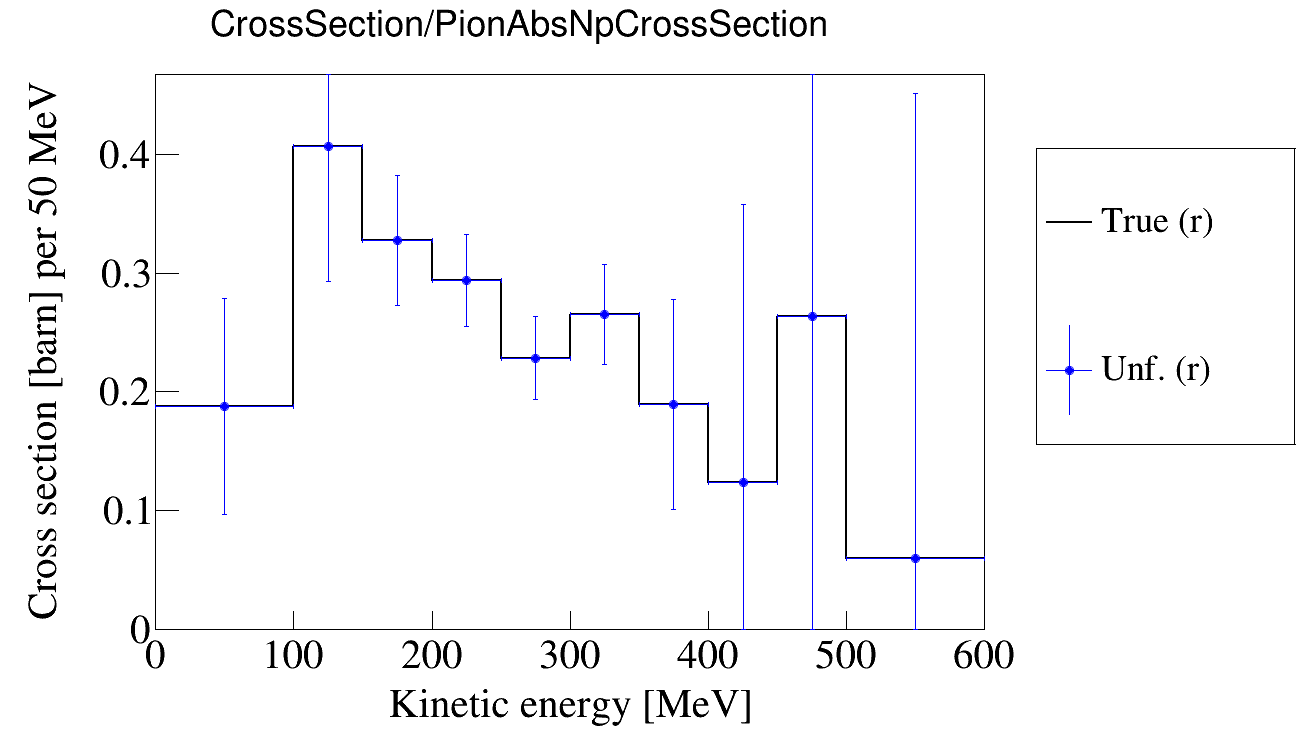 CrossSection/PionAbsNpCrossSection
Cross section [barn] per 50 MeV
0.4
0.3
0.2
0.1
0
0 100 200 300 400 500 600
Kinetic energy [MeV]
True (r)
Unf. (r)